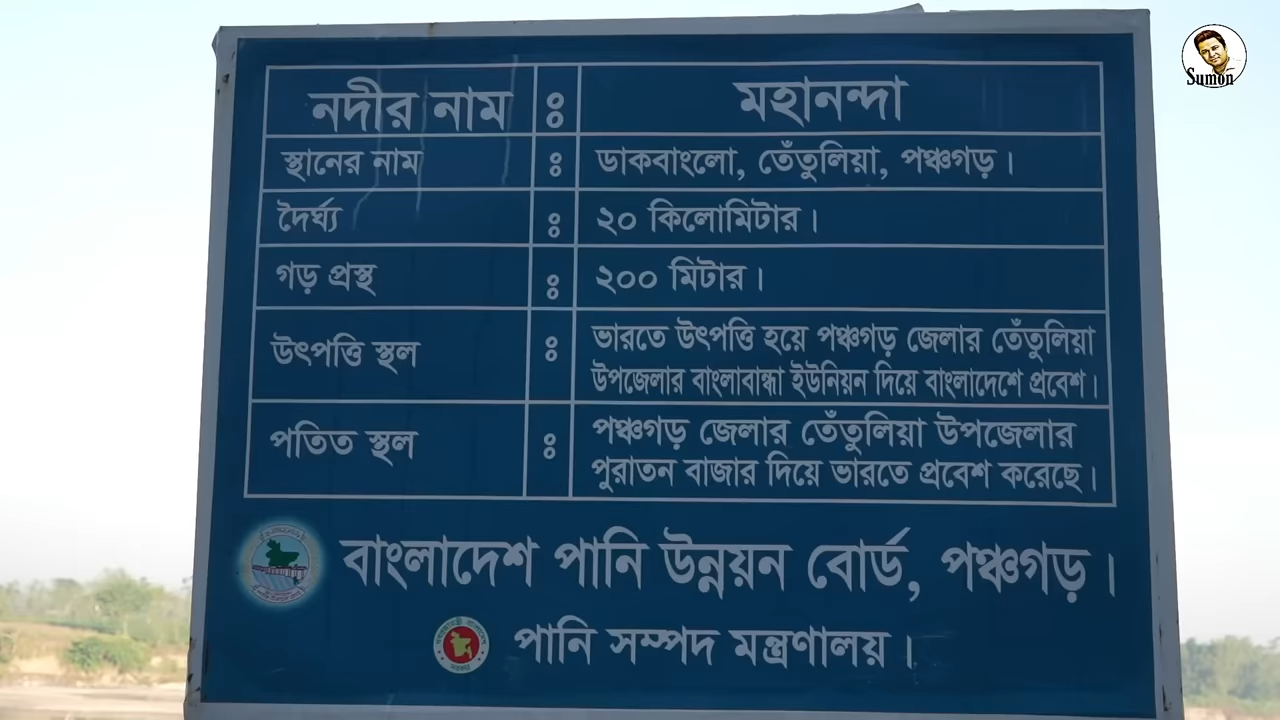 Sumon
নদীর নাম : মহানন্দা
স্থানের নাম : ডাকবাংলো, তেঁতুলিয়া, পঞ্চগড়।
দৈর্ঘ্য : ২০ কিলোমিটার।
গড় প্রস্থ : ২০০ মিটার।
উৎপত্তি স্থল : ভারতে উৎপত্তি হয়ে পঞ্চগড় জেলার তেঁতুলিয়া
উপজেলার বাংলাবান্ধা ইউনিয়ন দিয়ে বাংলাদেশে প্রবেশ।
পতিত স্থল : পঞ্চগড় জেলার তেঁতুলিয়া উপজেলার
পুরাতন বাজার দিয়ে ভারতে প্রবেশ করেছে।
বাংলাদেশ পানি উন্নয়ন বোর্ড, পঞ্চগড়।
পানি সম্পদ মন্ত্রণালয়।